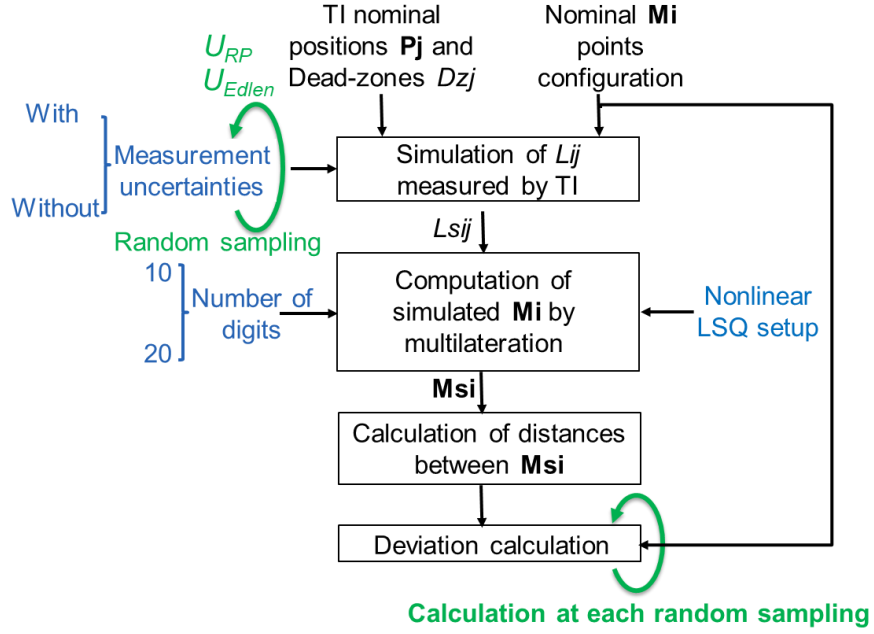 TI nominal
positions Pj and
Dead-zones Dzj
Nominal Mi
points
configuration
U_RP
U_Edlen
With
Without
Measurement
uncertainties
Random sampling
Simulation of Lij
measured by TI
Lsij
10
20
Number of
digits
Computation of
simulated Mi by
multilateration
Nonlinear
LSQ setup
Msi
Calculation of distances
between Msi
Deviation calculation
Calculation at each random sampling